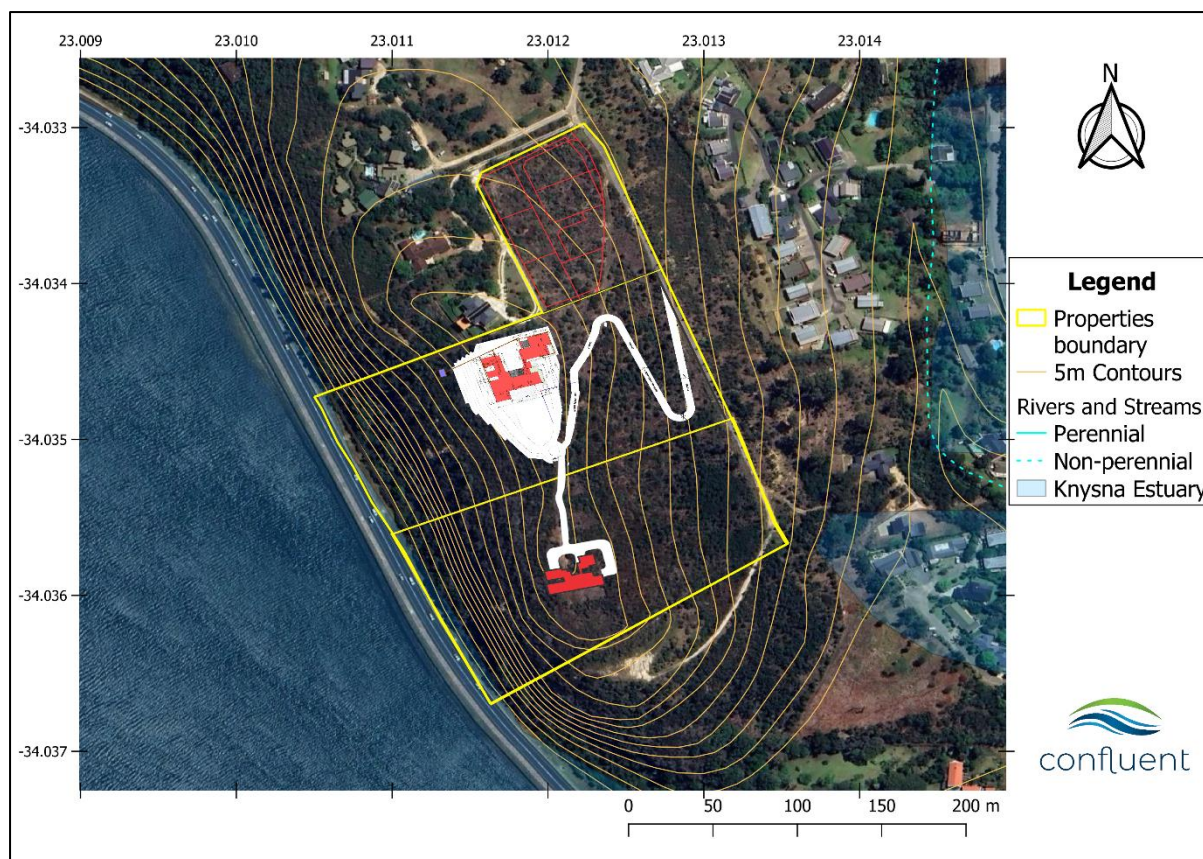 23.009 23.010 23.011 23.012 23.013 23.014
-34.033
-34.034
-34.035
-34.036
-34.037
N
Legend
Properties
boundary
5m Contours
Rivers and Streams
Perennial
Non-perennial
Knysna Estuary
confluent
0 50 100 150 200 m